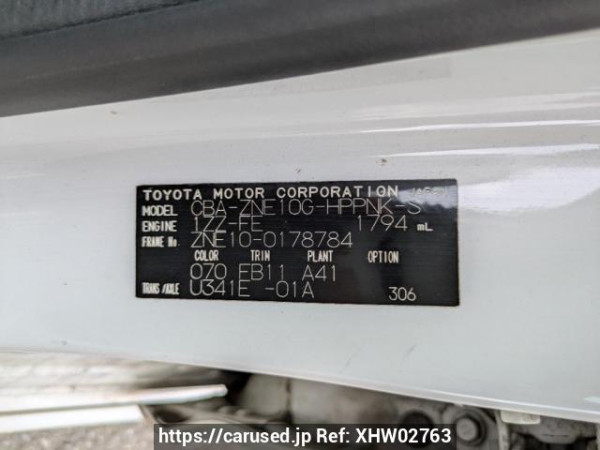 TOYOTA MOTOR CORPORATION JAPAN
MODEL CBA-ZNE10G-HPPNK-S
ENGINE 1ZZ-FE 1794 mL
FRAME No. ZNE10-0178784
COLOR TRIM PLANT OPTION
070 EB11 A41
TRANS/AXLE U341E -01A 306
https://carused.jp Ref: XHW02763